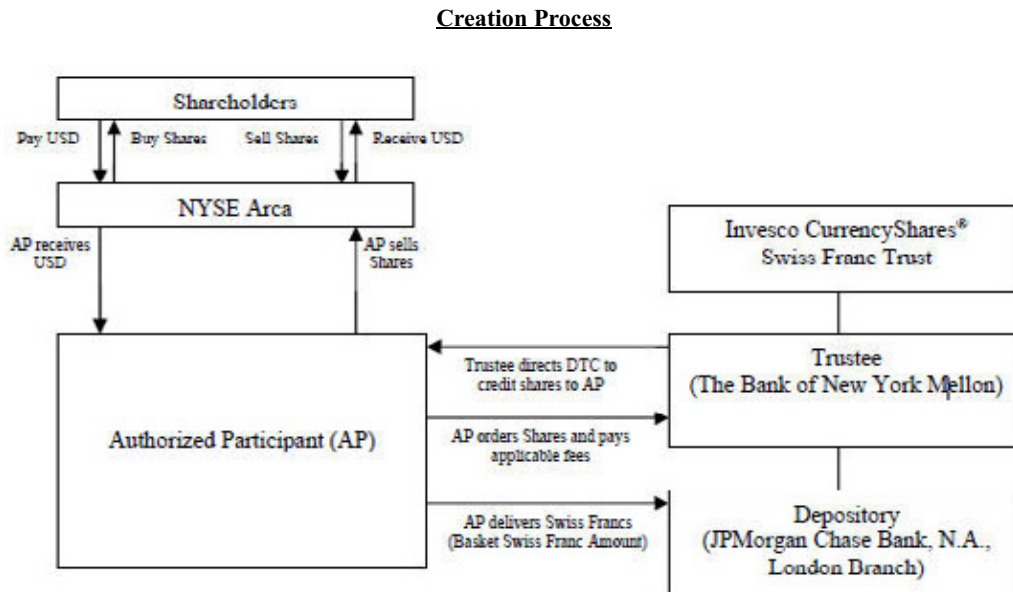 Creation Process
Shareholders
Pay USD
Buy Shares
Sell Shares
Receive USD
NYSE Arca
AP receives
USD
AP sells
Shares
Invesco CurrencyShares®
Swiss Franc Trust
Trustee directs DTC to
credit shares to AP
Trustee
(The Bank of New York Mellon)
Authorized Participant (AP)
AP orders Shares and pays
applicable fees
AP delivers Swiss Francs
(Basket Swiss Franc Amount)
Depository
(JPMorgan Chase Bank, N.A.,
London Branch)